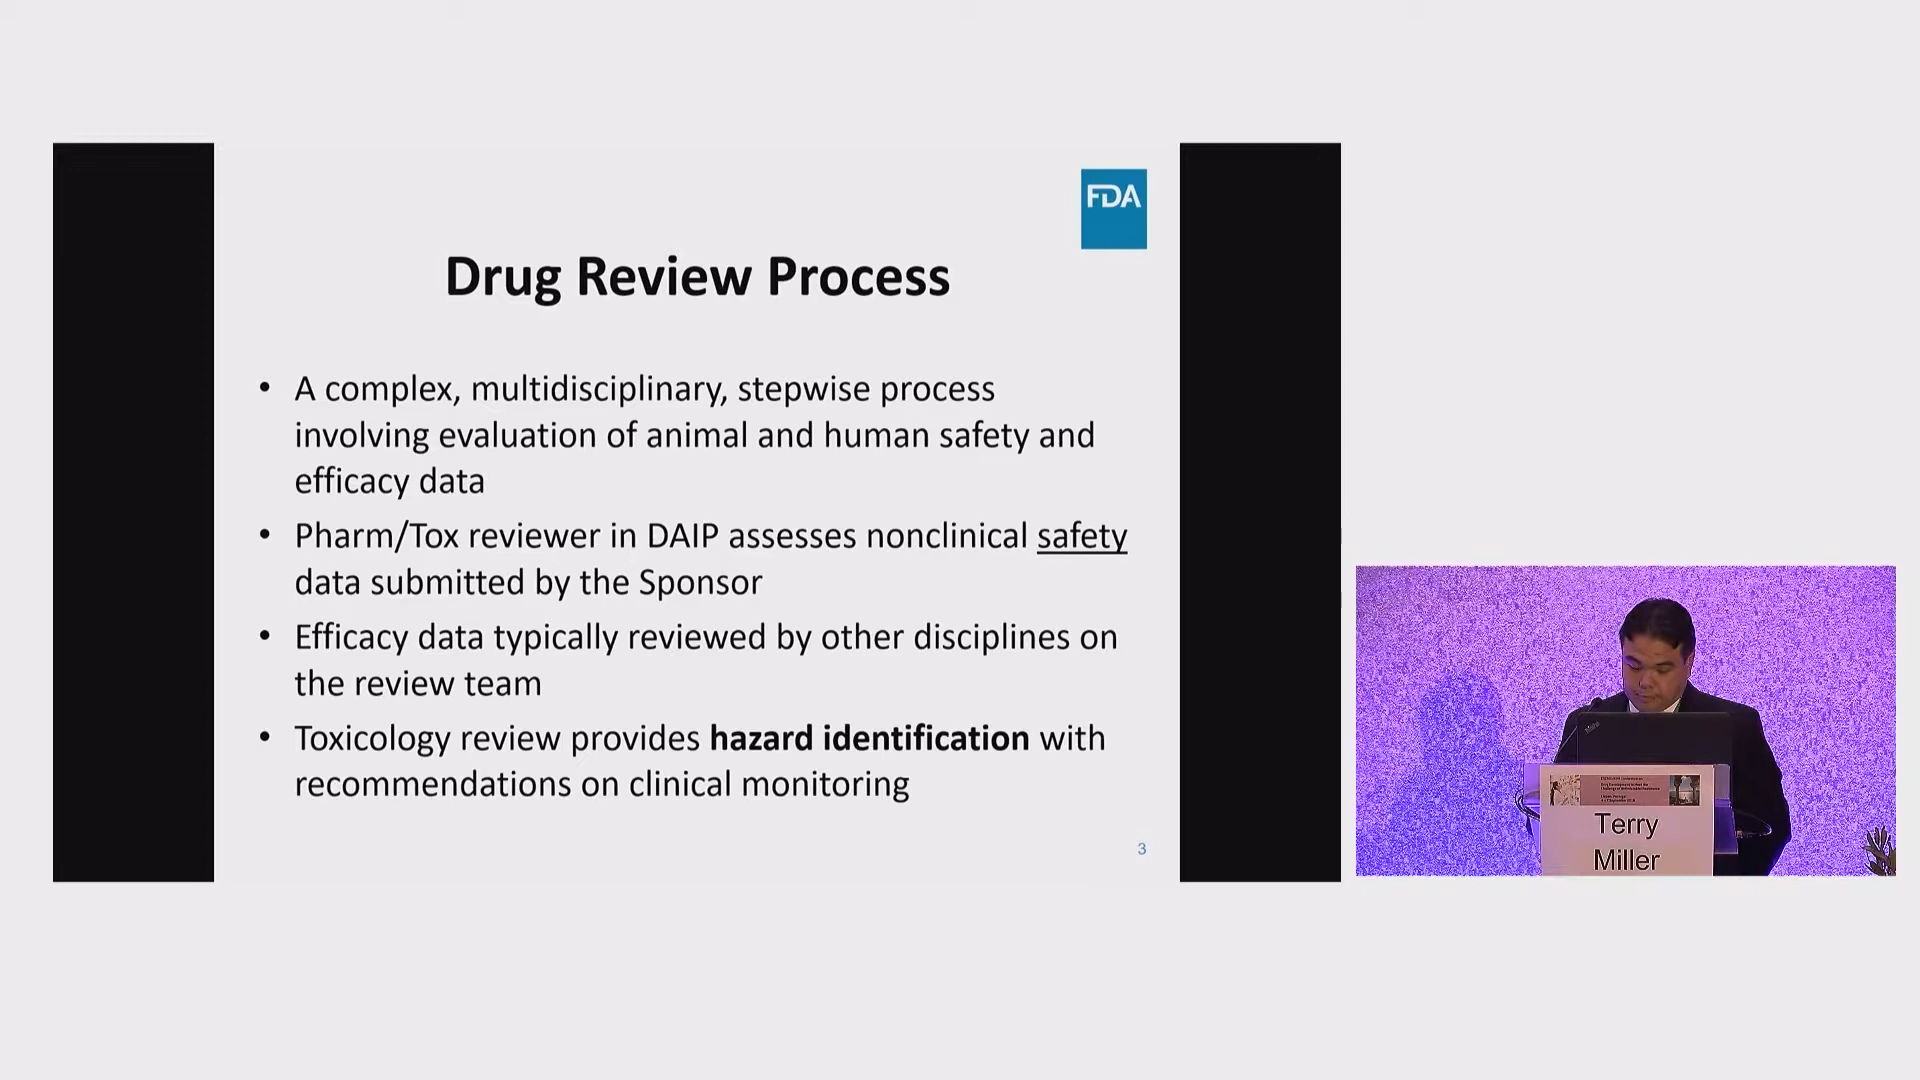 FDA
Drug Review Process
• A complex, multidisciplinary, stepwise process
involving evaluation of animal and human safety and
efficacy data
• Pharm/Tox reviewer in DAIP assesses nonclinical safety
data submitted by the Sponsor
• Efficacy data typically reviewed by other disciplines on
the review team
• Toxicology review provides hazard identification with
recommendations on clinical monitoring
3
Terry
Miller